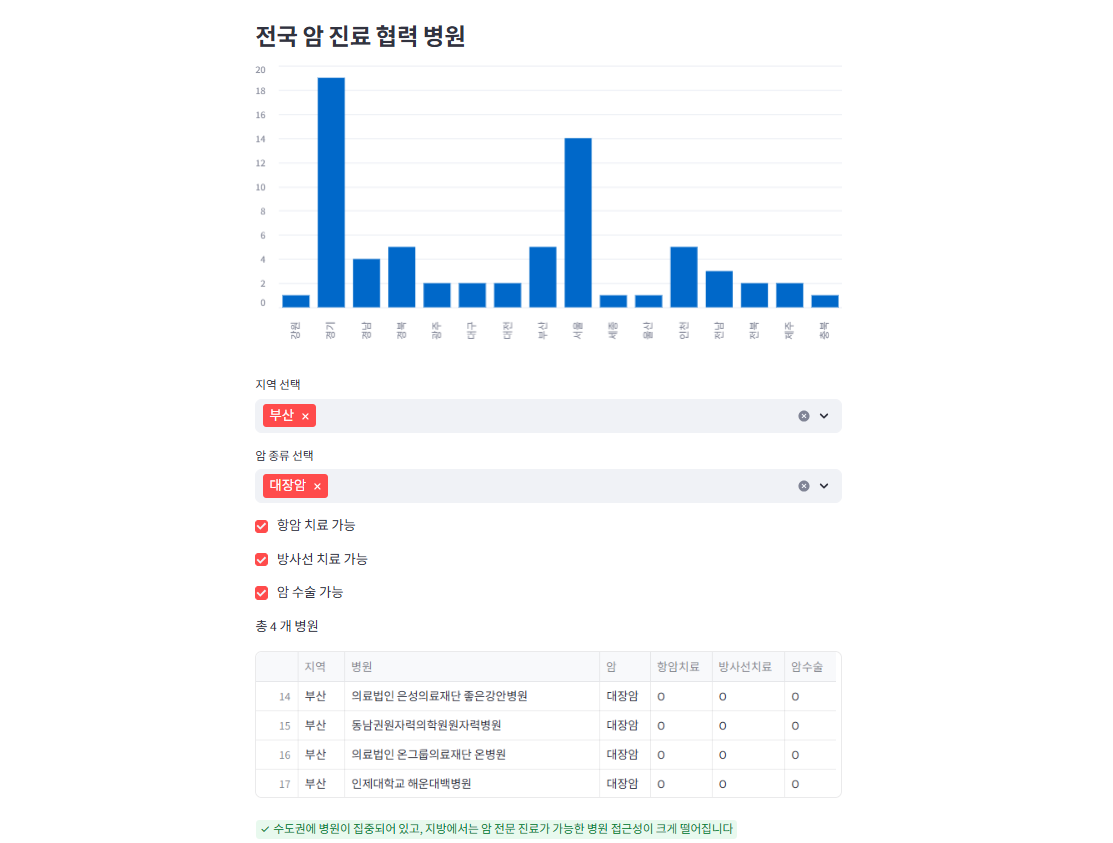 전국 암 진료 협력 병원
20
18
16
14
12
10
8
6
4
2
0
강원 경기 경남 경북 광주 대구 대전 부산 서울 세종 울산 인천 전남 전북 제주 충북
지역 선택
부산 ×
암 종류 선택
대장암 ×
항암 치료 가능
방사선 치료 가능
암 수술 가능
총 4 개 병원
지역 병원 암 항암치료 방사선치료 암수술
14 부산 의료법인 은성의료재단 좋은강안병원 대장암 O O O
15 부산 동남권원자력의학원원자력병원 대장암 O O O
16 부산 의료법인 온그룹의료재단 온병원 대장암 O O O
17 부산 인제대학교 해운대백병원 대장암 O O O
✓ 수도권에 병원이 집중되어 있고, 지방에서는 암 전문 진료가 가능한 병원 접근성이 크게 떨어집니다